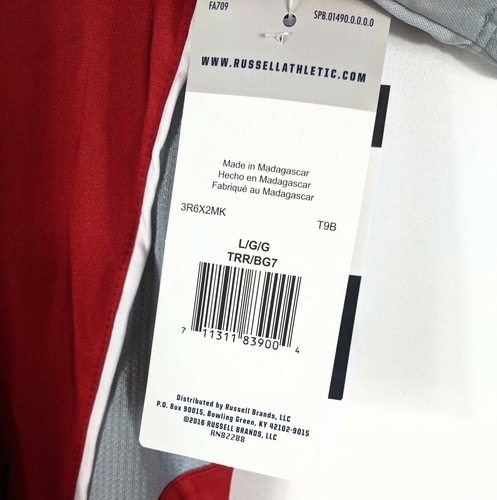 FA709 SPB.01490.0.0.0.0
WWW.RUSSELLATHLETIC.COM
Made in Madagascar
Hecho en Madagascar
Fabriqué au Madagascar
3R6X2MK T9B
L/G/G
TRR/BG7
7 11311 83900 4
Distributed by Russell Brands, LLC
P.O. Box 90015, Bowling Green, KY 42102-9015
©2016 RUSSELL BRANDS, LLC
RN82288